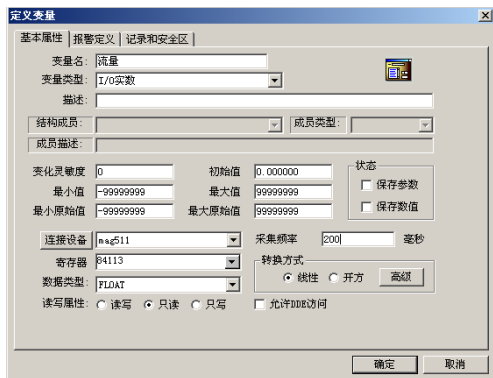 定义变量
基本属性 报警定义 记录和安全区
变量名: 流量
变量类型: I/O实数
描述:
结构成员: 成员类型:
成员描述:
变化灵敏度 0 初始值 0.000000 状态
最小值 -99999999 最大值 99999999 保存参数
最小原始值 -99999999 最大原始值 99999999 保存数值
连接设备 mag511 采集频率 200 毫秒
寄存器 84113 转换方式
数据类型: FLOAT 线性 开方 高级
读写属性: 读写 只读 只写 允许DDE访问
确定 取消